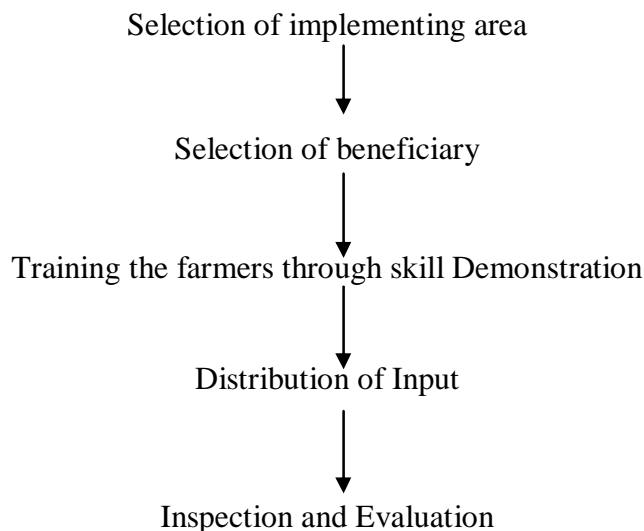 Selection of implementing area
Selection of beneficiary
Training the farmers through skill Demonstration
Distribution of Input
Inspection and Evaluation